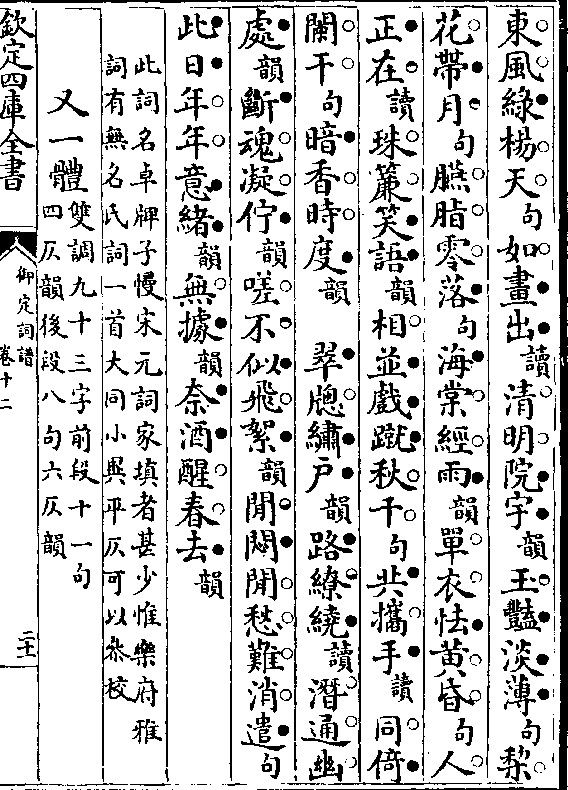 東風綠楊天句如畫出讀清明院宇韻玉豔淡薄句梨
花帶月句臙脂零落句海棠經雨韻單衣怯黄昏句人
正在讀珠簾笑語韻相並戲蹴秋千句共攜手讀同倚
闌干句暗香時度韻 翠牕繡戸韻路繚繞讀潛通幽
處韻斷魂凝佇韻嗟不似飛絮韻閒悶閒愁難消遣句
此日年年意緒韻無據韻奈酒醒春去韻
此詞名卓牌子慢宋元詞家填者甚少惟樂府雅
詞有無名氏詞一首大同小異平仄可以叅校
又一體雙調九十三字前段十一句
四仄韻後段八句六仄韻
欽定四庫全書
御定詞譜
卷十二
二十一